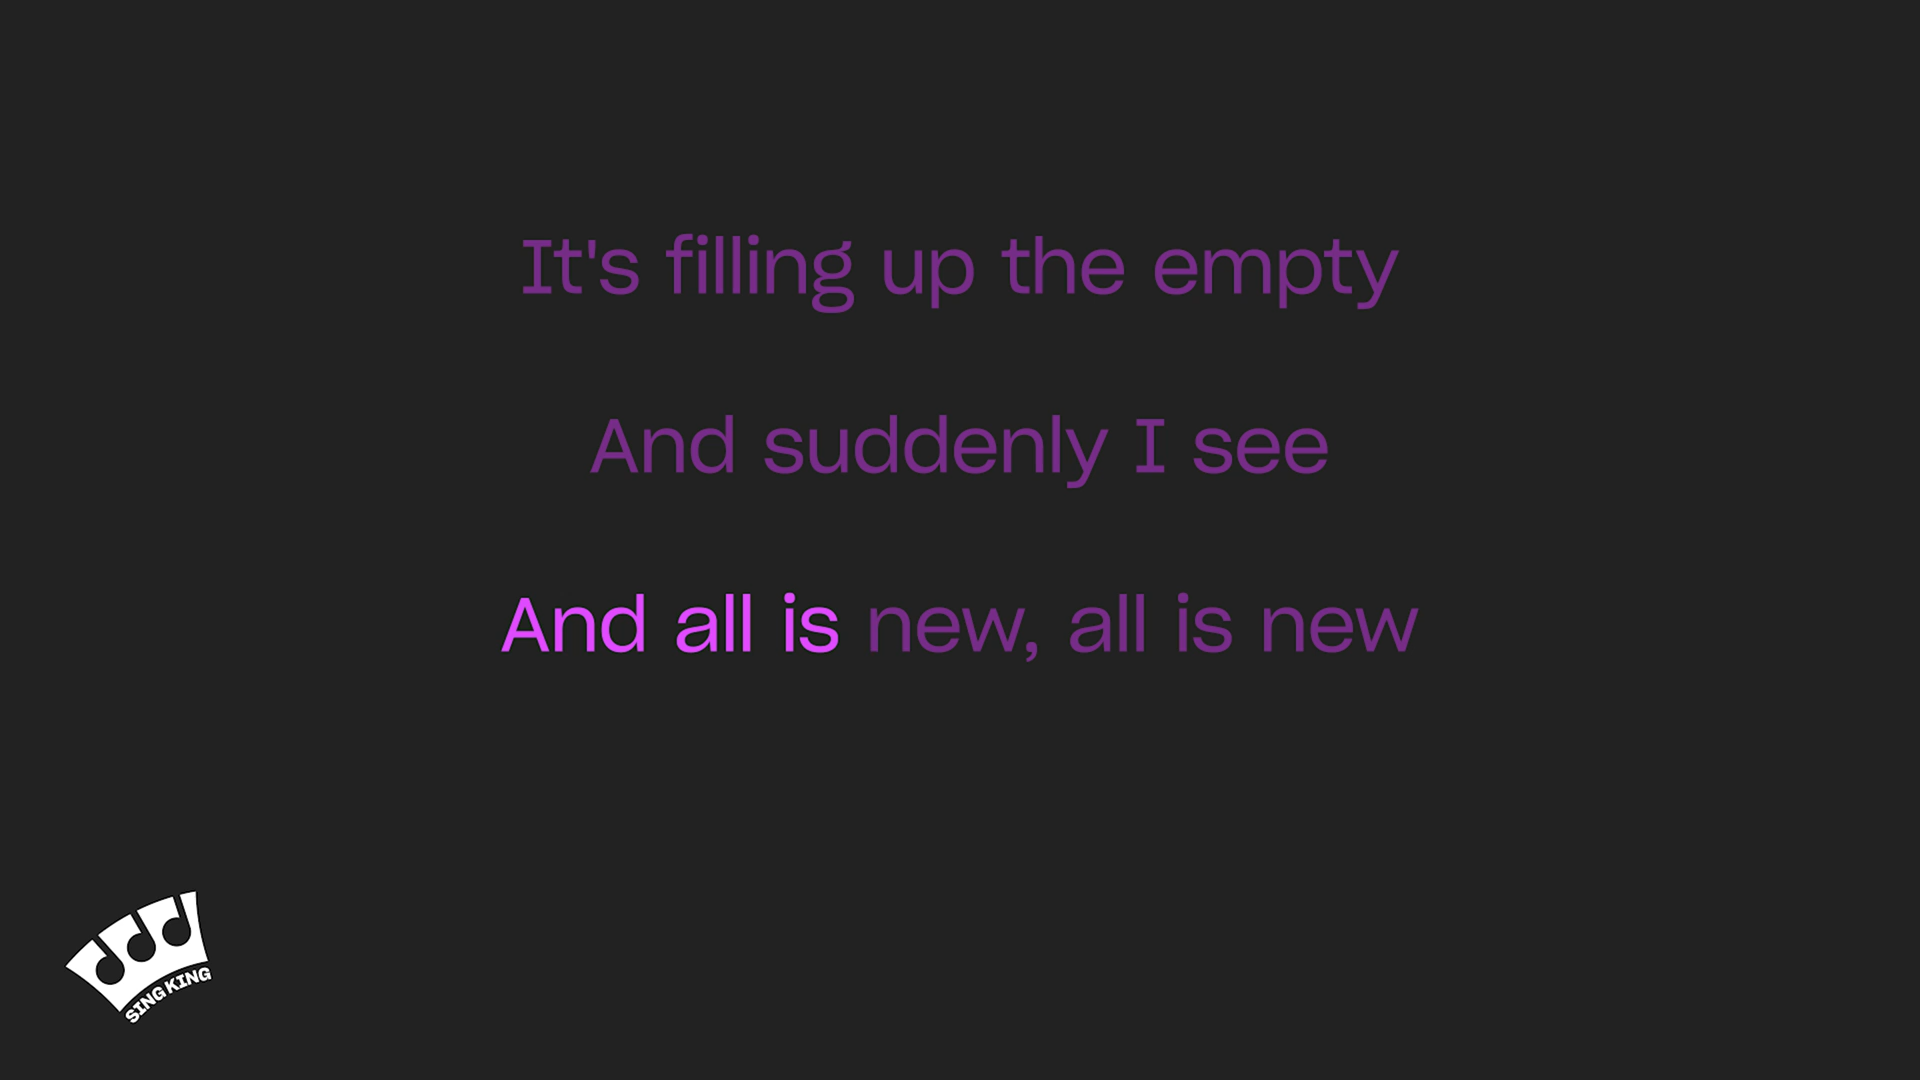 It's filling up the empty
And suddenly I see
And all is new, all is new
SING KING